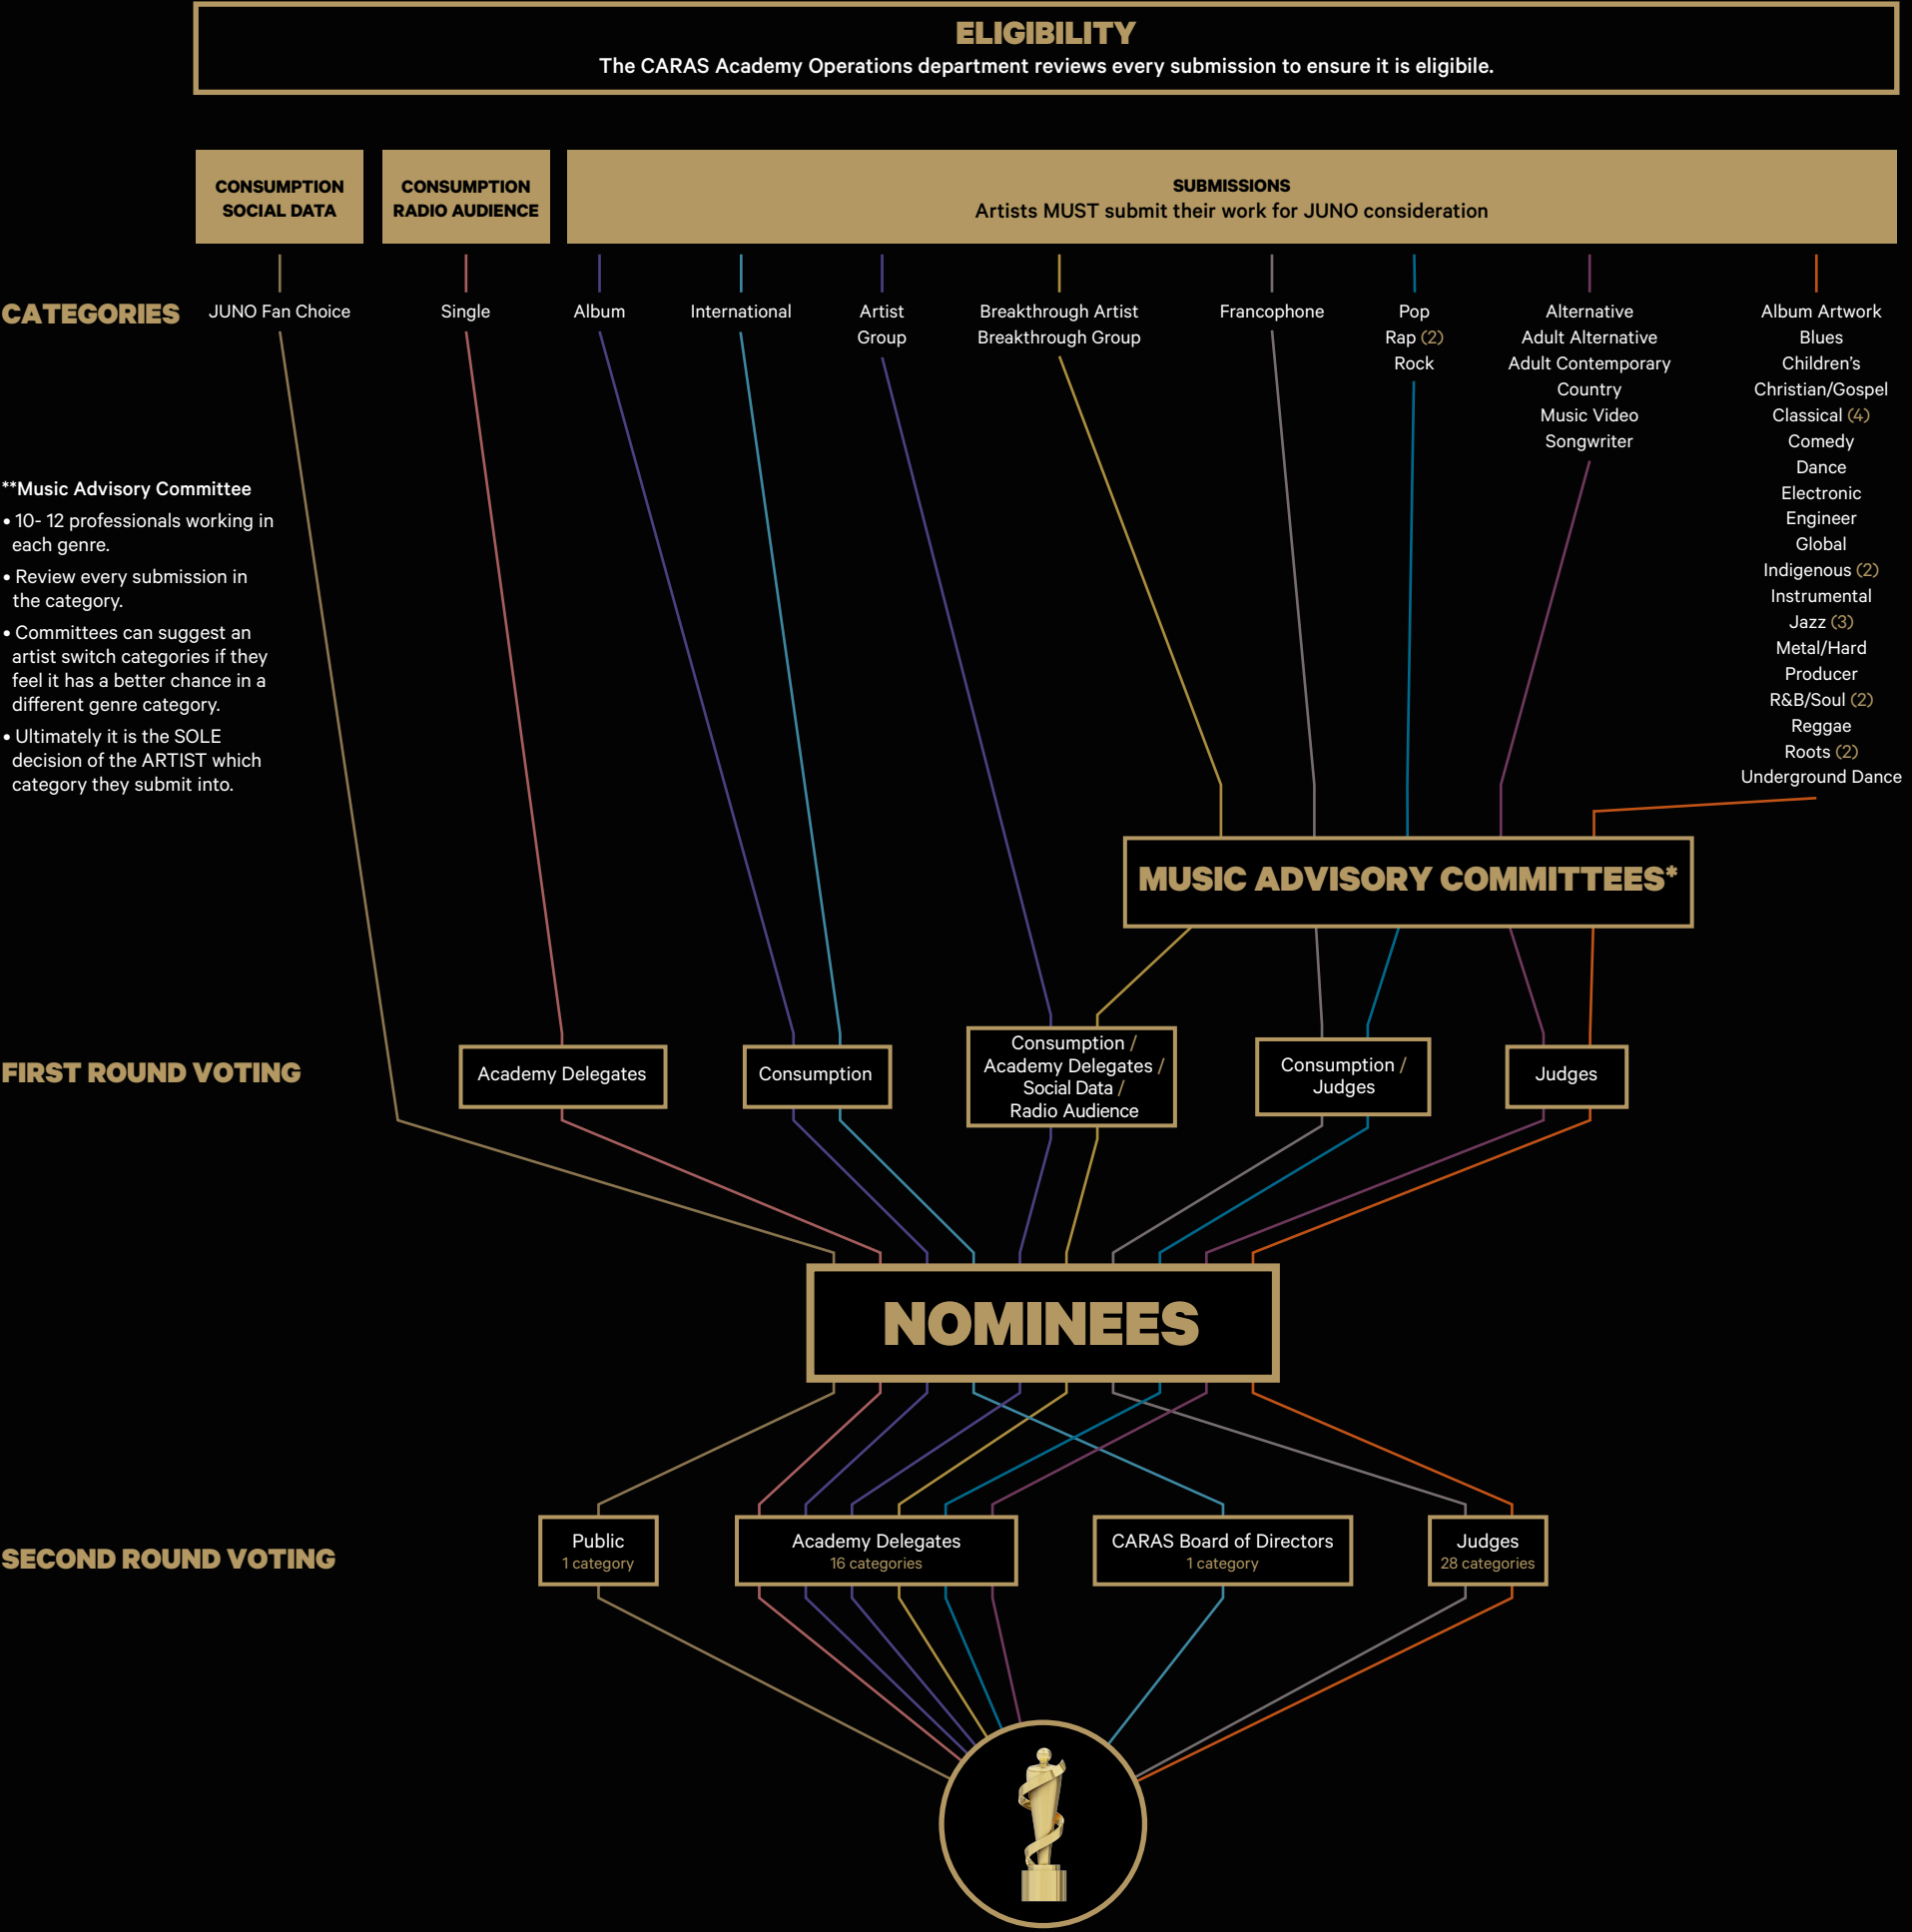 ELIGIBILITY
The CARAS Academy Operations department reviews every submission to ensure it is eligibile.
CONSUMPTION
SOCIAL DATA
CONSUMPTION
RADIO AUDIENCE
SUBMISSIONS
Artists MUST submit their work for JUNO consideration
CATEGORIES
JUNO Fan Choice
Single
Album
International
Artist
Group
Breakthrough Artist
Breakthrough Group
Francophone
Pop
Rap (2)
Rock
Alternative
Adult Alternative
Adult Contemporary
Country
Music Video
Songwriter
Album Artwork
Blues
Children’s
Christian/Gospel
Classical (4)
Comedy
Dance
Electronic
Engineer
Global
Indigenous (2)
Instrumental
Jazz (3)
Metal/Hard
Producer
R&B/Soul (2)
Reggae
Roots (2)
Underground Dance
**Music Advisory Committee
• 10- 12 professionals working in
each genre.
• Review every submission in
the category.
• Committees can suggest an
artist switch categories if they
feel it has a better chance in a
different genre category.
• Ultimately it is the SOLE
decision of the ARTIST which
category they submit into.
MUSIC ADVISORY COMMITTEES*
FIRST ROUND VOTING
Academy Delegates
Consumption
Consumption /
Academy Delegates /
Social Data /
Radio Audience
Consumption /
Judges
Judges
NOMINEES
SECOND ROUND VOTING
Public
1 category
Academy Delegates
16 categories
CARAS Board of Directors
1 category
Judges
28 categories